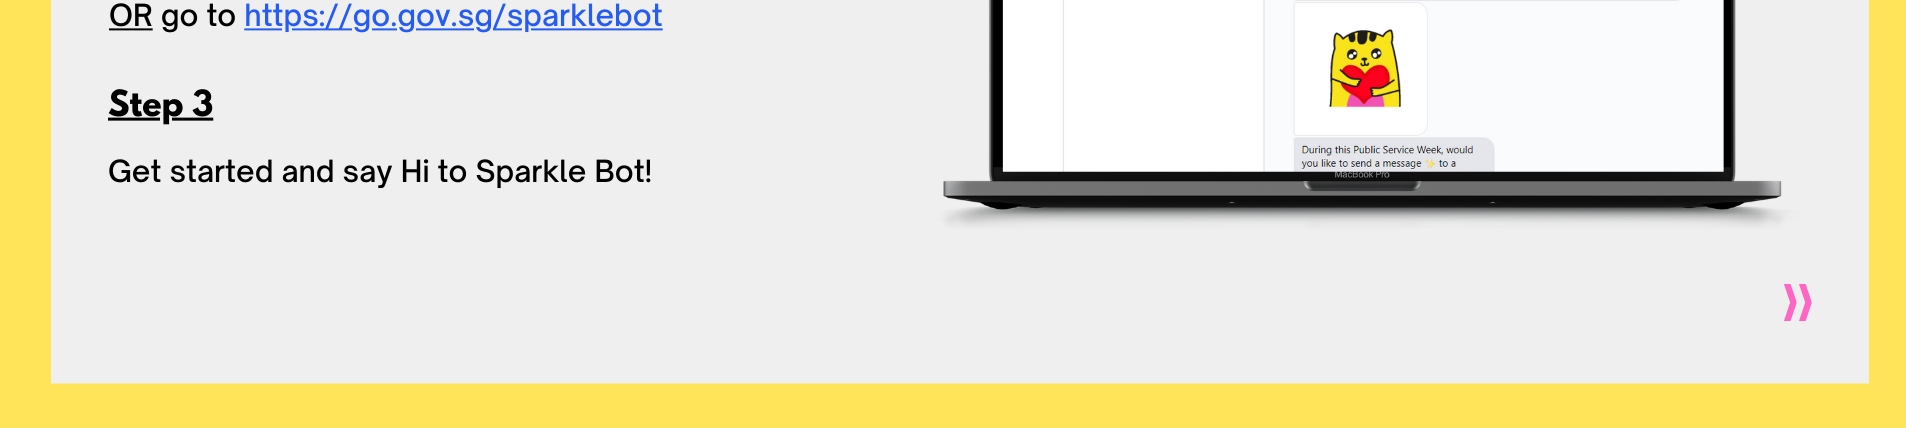 OR go to https://go.gov.sg/sparklebot
Step 3
Get started and say Hi to Sparkle Bot!
During this Public Service Week, would
you like to send a message ✨ to a
MacBook Pro